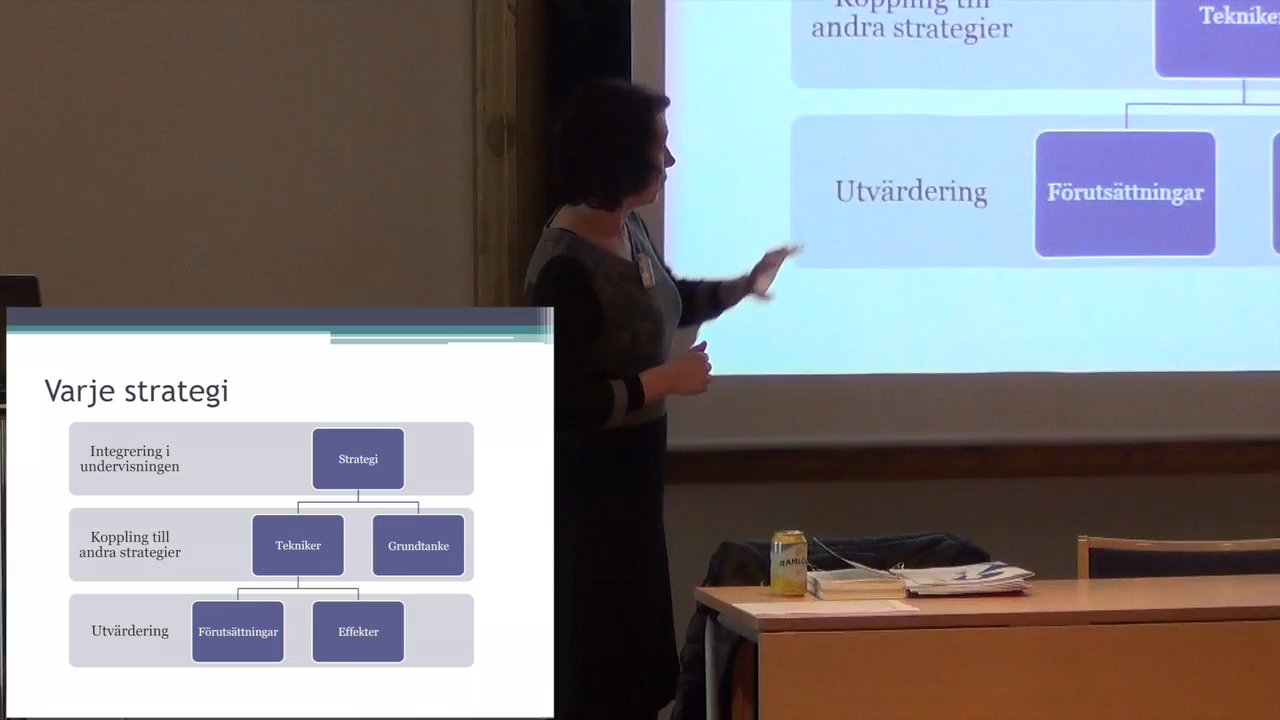 Koppling till
andra strategier
Tekniker
Utvärdering
Förutsättningar
RAMLÖ
Varje strategi
Integrering i
undervisningen
Strategi
Koppling till
andra strategier
Tekniker
Grundtanke
Utvärdering
Förutsättningar
Effekter